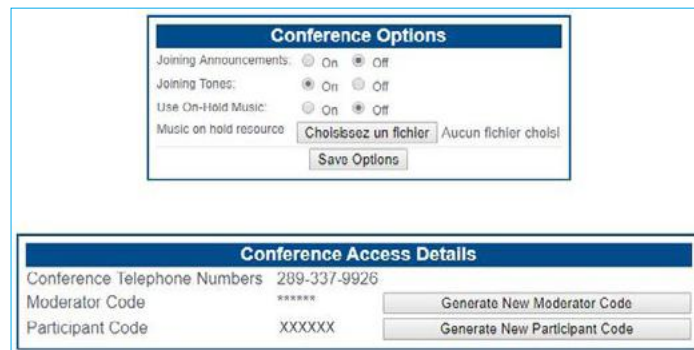 Conference Options
Joining Announcements: On Off
Joining Tones: On Off
Use On-Hold Music: On Off
Music on hold resource Choisissez un fichier Aucun fichier choisi
Save Options
Conference Access Details
Conference Telephone Numbers 289-337-9926
Moderator Code ****** Generate New Moderator Code
Participant Code XXXXXX Generate New Participant Code